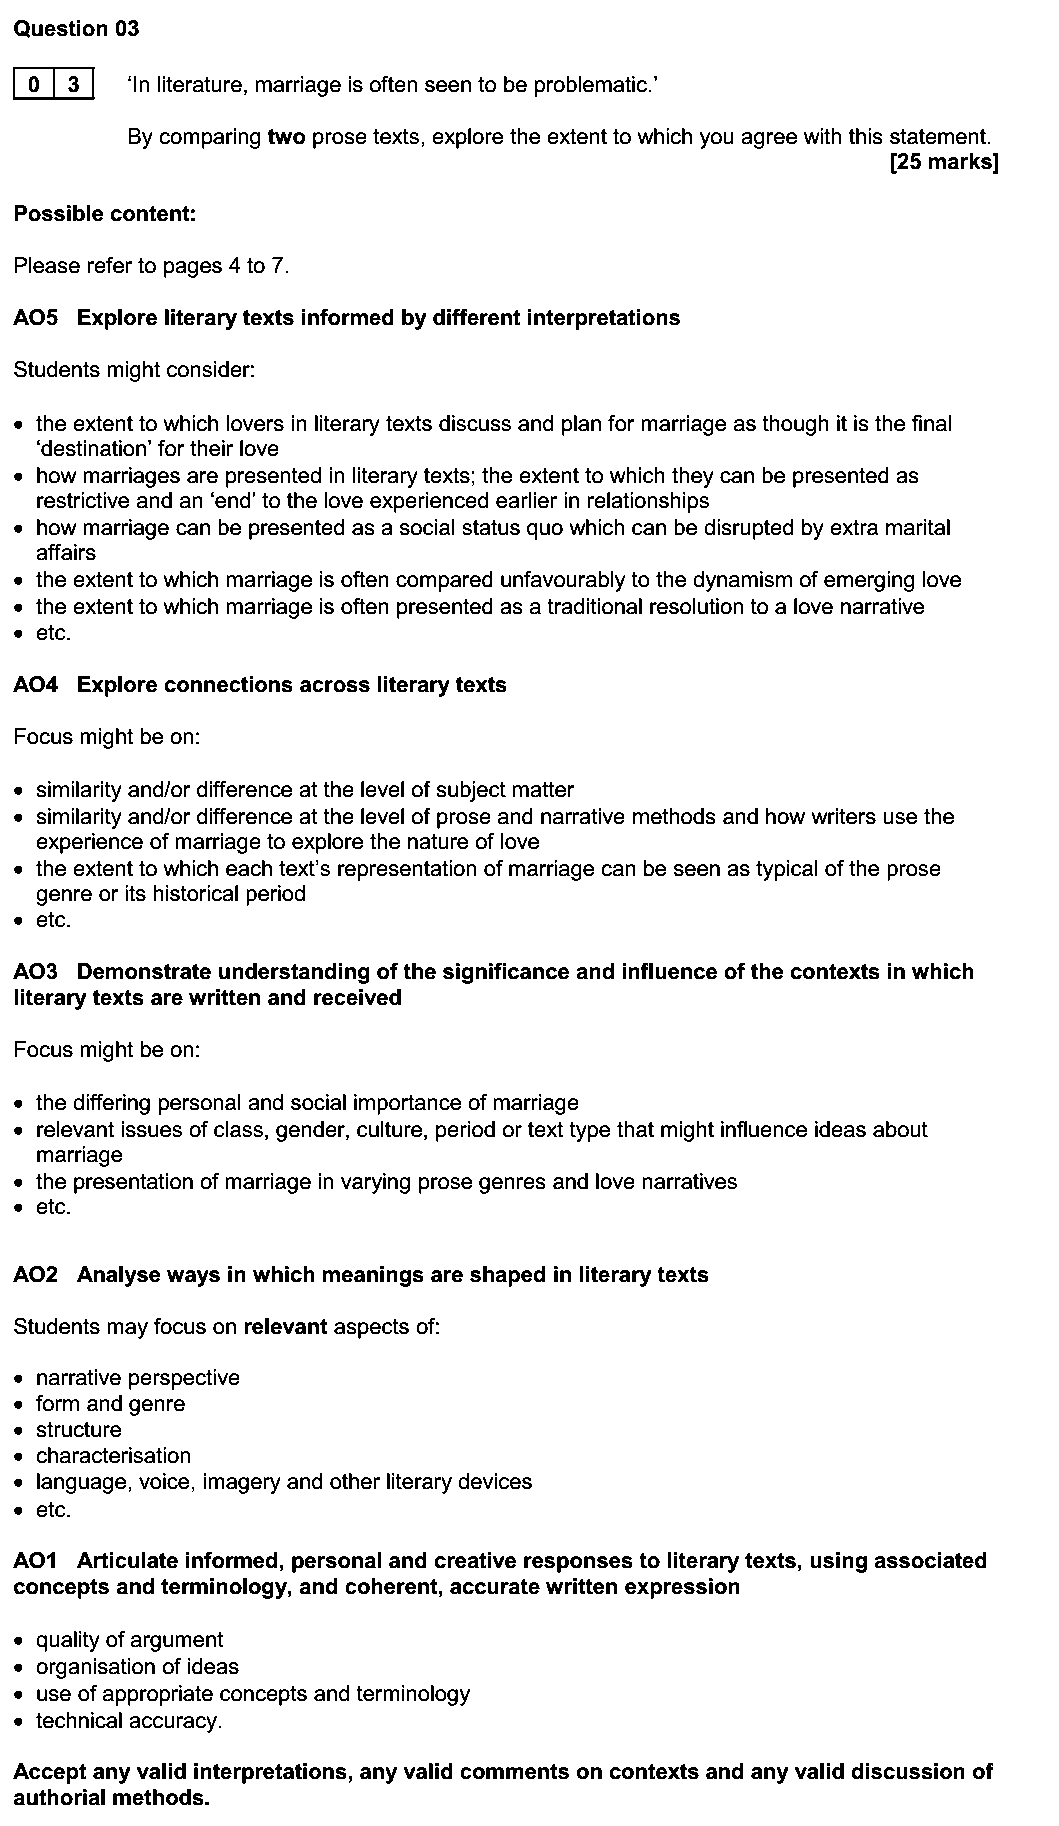 Question 03
0 3 ‘In literature, marriage is often seen to be problematic.’
By comparing two prose texts, explore the extent to which you agree with this statement.
[25 marks]
Possible content:
Please refer to pages 4 to 7.
AO5 Explore literary texts informed by different interpretations
Students might consider:
• the extent to which lovers in literary texts discuss and plan for marriage as though it is the final
‘destination’ for their love
• how marriages are presented in literary texts; the extent to which they can be presented as
restrictive and an ‘end’ to the love experienced earlier in relationships
• how marriage can be presented as a social status quo which can be disrupted by extra marital
affairs
• the extent to which marriage is often compared unfavourably to the dynamism of emerging love
• the extent to which marriage is often presented as a traditional resolution to a love narrative
• etc.
AO4 Explore connections across literary texts
Focus might be on:
• similarity and/or difference at the level of subject matter
• similarity and/or difference at the level of prose and narrative methods and how writers use the
experience of marriage to explore the nature of love
• the extent to which each text’s representation of marriage can be seen as typical of the prose
genre or its historical period
• etc.
AO3 Demonstrate understanding of the significance and influence of the contexts in which
literary texts are written and received
Focus might be on:
• the differing personal and social importance of marriage
• relevant issues of class, gender, culture, period or text type that might influence ideas about
marriage
• the presentation of marriage in varying prose genres and love narratives
• etc.
AO2 Analyse ways in which meanings are shaped in literary texts
Students may focus on relevant aspects of:
• narrative perspective
• form and genre
• structure
• characterisation
• language, voice, imagery and other literary devices
• etc.
AO1 Articulate informed, personal and creative responses to literary texts, using associated
concepts and terminology, and coherent, accurate written expression
• quality of argument
• organisation of ideas
• use of appropriate concepts and terminology
• technical accuracy.
Accept any valid interpretations, any valid comments on contexts and any valid discussion of
authorial methods.